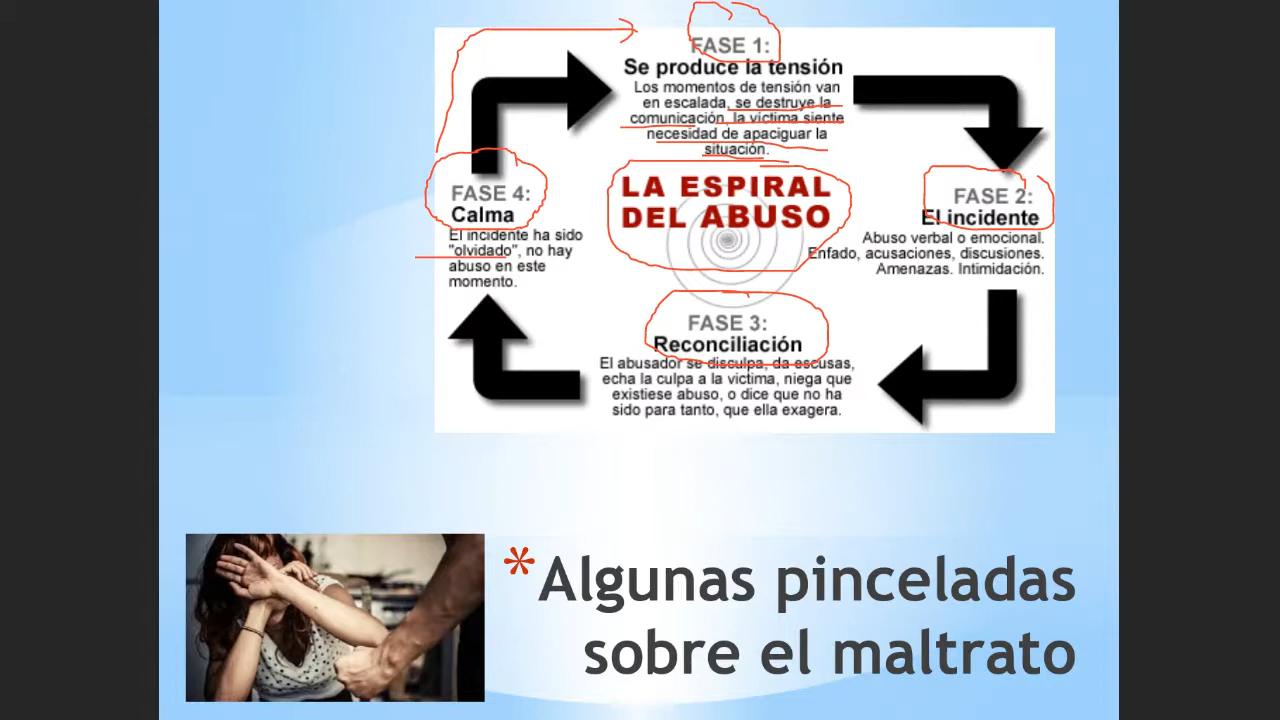 FASE 1:
Se produce la tensión
Los momentos de tensión van
en escalada, se destruye la
comunicación, la víctima siente
necesidad de apaciguar la
situación.
LA ESPIRAL
DEL ABUSO
FASE 2:
El incidente
Abuso verbal o emocional.
Enfado, acusaciones, discusiones.
Amenazas. Intimidación.
FASE 3:
Reconciliación
El abusador se disculpa, da escusas,
echa la culpa a la victima, niega que
existiese abuso, o dice que no ha
sido para tanto, que ella exagera.
FASE 4:
Calma
El incidente ha sido
"olvidado", no hay
abuso en este
momento.
*Algunas pinceladas
sobre el maltrato